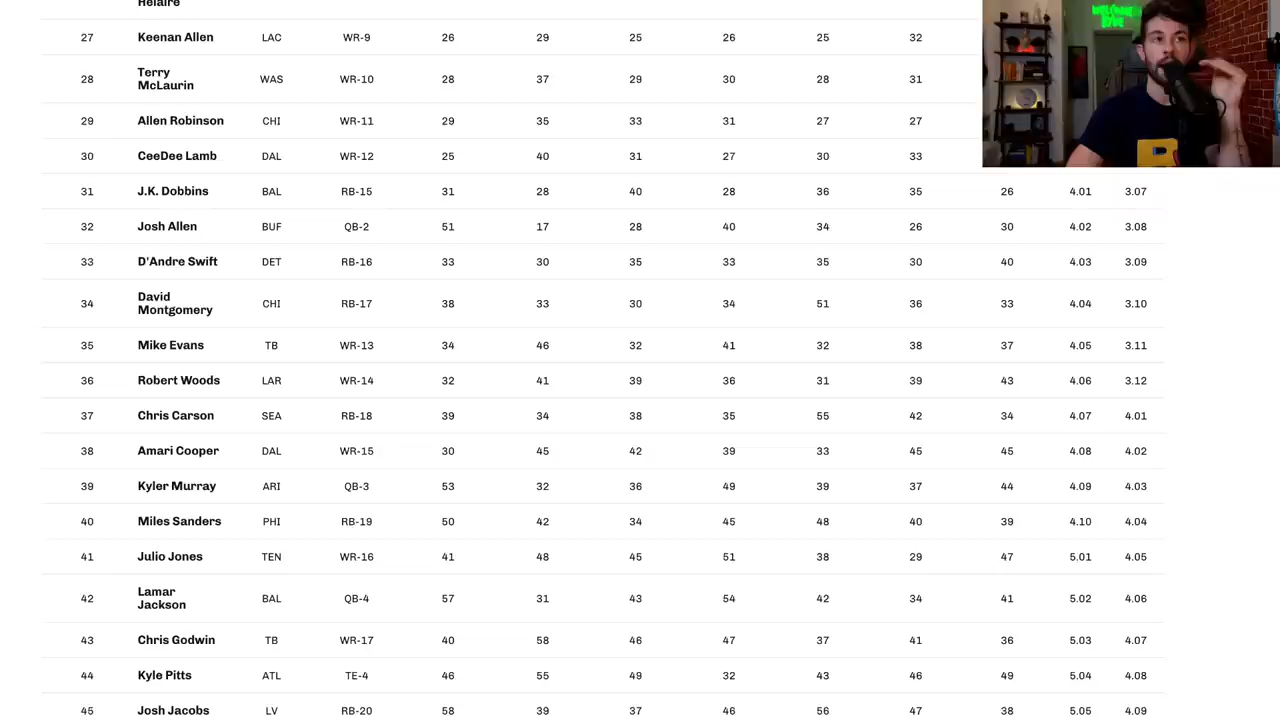 Helaire
27 Keenan Allen LAC WR-9 26 29 25 26 25 32
28 Terry McLaurin WAS WR-10 28 37 29 30 28 31
29 Allen Robinson CHI WR-11 29 35 33 31 27 27
30 CeeDee Lamb DAL WR-12 25 40 31 27 30 33
31 J.K. Dobbins BAL RB-15 31 28 40 28 36 35 26 4.01 3.07
32 Josh Allen BUF QB-2 51 17 28 40 34 26 30 4.02 3.08
33 D'Andre Swift DET RB-16 33 30 35 33 35 30 40 4.03 3.09
34 David Montgomery CHI RB-17 38 33 30 34 51 36 33 4.04 3.10
35 Mike Evans TB WR-13 34 46 32 41 32 38 37 4.05 3.11
36 Robert Woods LAR WR-14 32 41 39 36 31 39 43 4.06 3.12
37 Chris Carson SEA RB-18 39 34 38 35 55 42 34 4.07 4.01
38 Amari Cooper DAL WR-15 30 45 42 39 33 45 45 4.08 4.02
39 Kyler Murray ARI QB-3 53 32 36 49 39 37 44 4.09 4.03
40 Miles Sanders PHI RB-19 50 42 34 45 48 40 39 4.10 4.04
41 Julio Jones TEN WR-16 41 48 45 51 38 29 47 5.01 4.05
42 Lamar Jackson BAL QB-4 57 31 43 54 42 34 41 5.02 4.06
43 Chris Godwin TB WR-17 40 58 46 47 37 41 36 5.03 4.07
44 Kyle Pitts ATL TE-4 46 55 49 32 43 46 49 5.04 4.08
45 Josh Jacobs LV RB-20 58 39 37 46 56 47 38 5.05 4.09